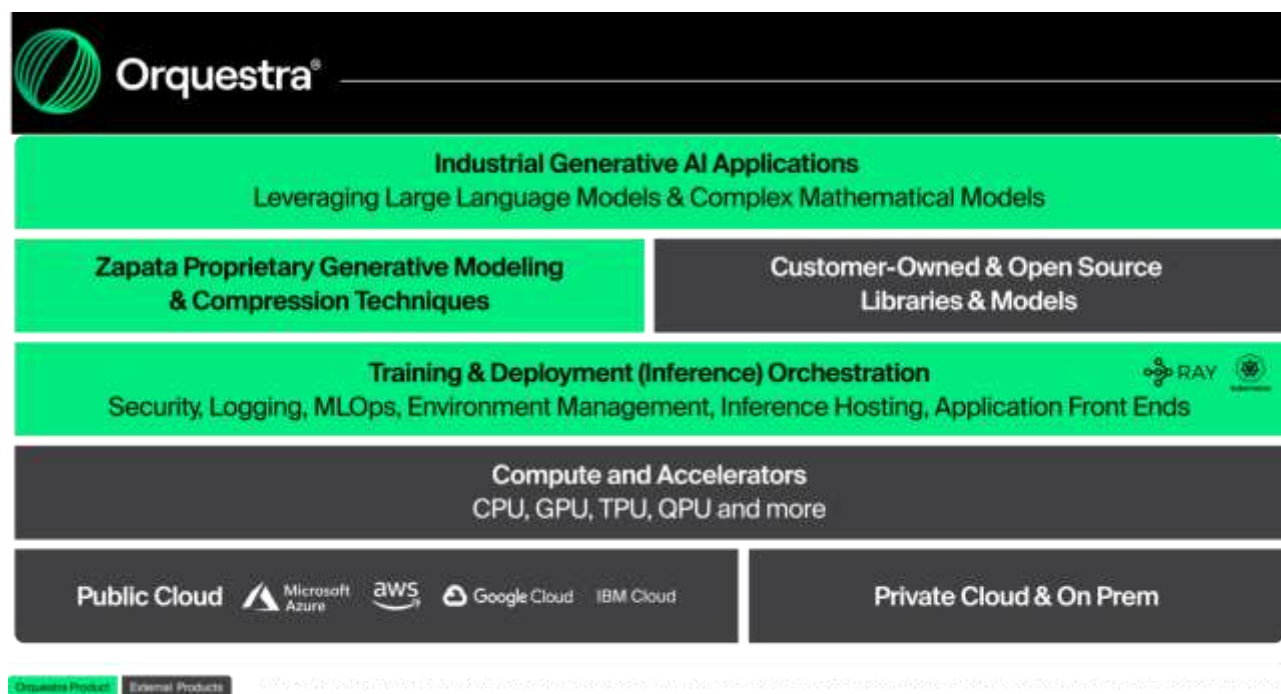 Orquestra®
Industrial Generative AI Applications
Leveraging Large Language Models & Complex Mathematical Models
Zapata Proprietary Generative Modeling
& Compression Techniques
Customer-Owned & Open Source
Libraries & Models
Training & Deployment (Inference) Orchestration
RAY
Security, Logging, MLOps, Environment Management, Inference Hosting, Application Front Ends
Compute and Accelerators
CPU, GPU, TPU, QPU and more
Public Cloud
Microsoft
Azure
aws
Google Cloud
IBM Cloud
Private Cloud & On Prem
Orquestra Product
External Products